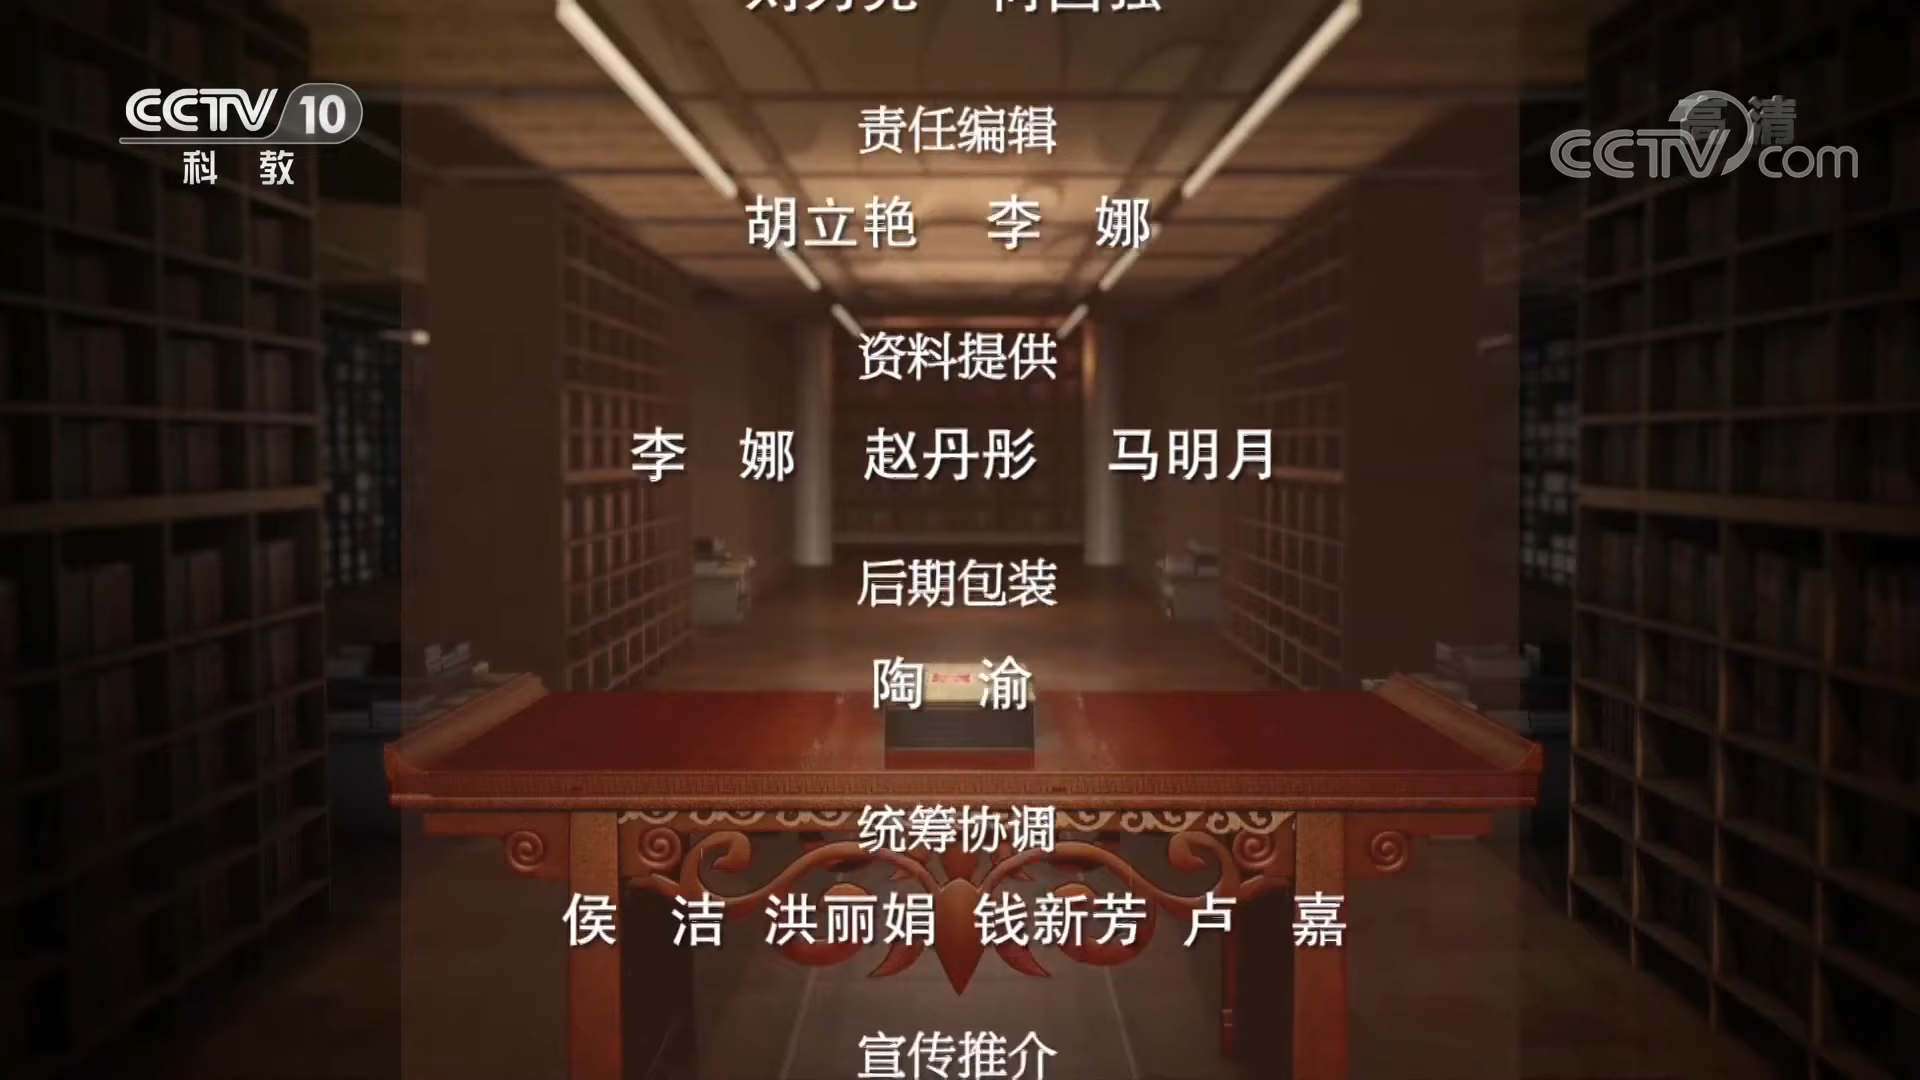 CCTV 10
科 教
高清
CCTV com
责任编辑
胡立艳 李 娜
资料提供
李 娜 赵丹彤 马明月
后期包装
陶 渝
统筹协调
侯 洁 洪丽娟 钱新芳 卢 嘉
宣传推介